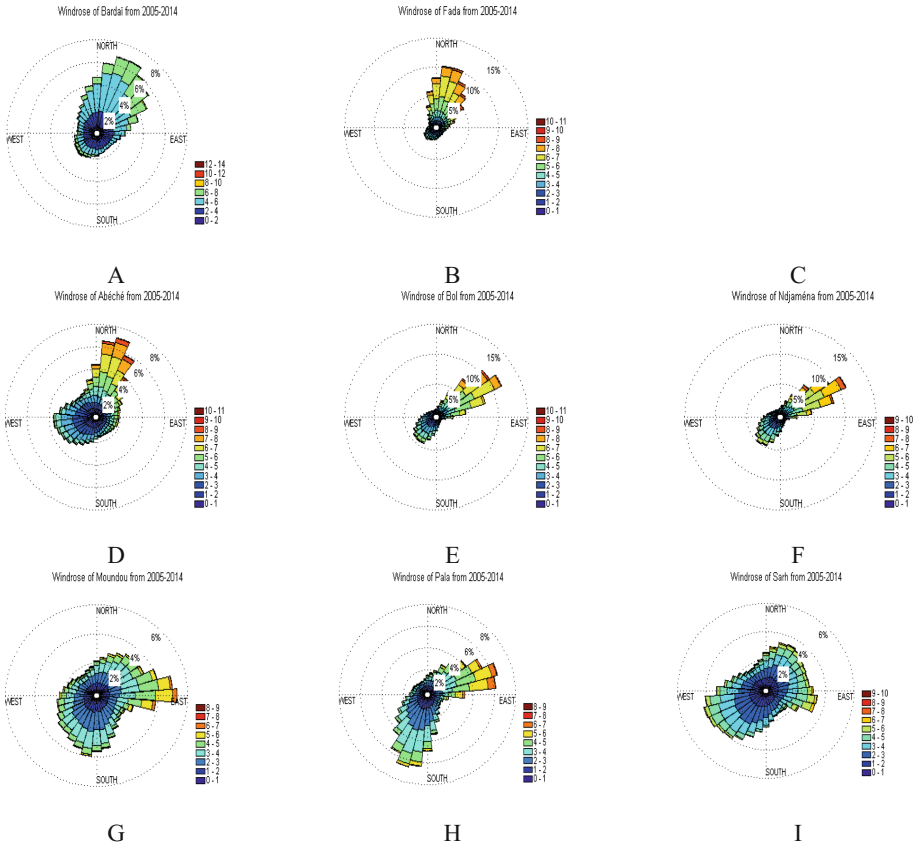 Windrose of Bardaï from 2005-2014
NORTH
8%
6%
4%
2%
WEST
EAST
SOUTH
12 - 14
10 - 12
8 - 10
6 - 8
4 - 6
2 - 4
0 - 2
A
Windrose of Fada from 2005-2014
NORTH
15%
10%
5%
WEST
EAST
SOUTH
10 - 11
9 - 10
8 - 9
7 - 8
6 - 7
5 - 6
4 - 5
3 - 4
2 - 3
1 - 2
0 - 1
B
C
Windrose of Abéché from 2005-2014
NORTH
8%
6%
4%
2%
WEST
EAST
SOUTH
10 - 11
9 - 10
8 - 9
7 - 8
6 - 7
5 - 6
4 - 5
3 - 4
2 - 3
1 - 2
0 - 1
D
Windrose of Bol from 2005-2014
NORTH
15%
10%
5%
WEST
EAST
SOUTH
10 - 11
9 - 10
8 - 9
7 - 8
6 - 7
5 - 6
4 - 5
3 - 4
2 - 3
1 - 2
0 - 1
E
Windrose of Ndjaména from 2005-2014
NORTH
15%
10%
5%
WEST
EAST
SOUTH
9 - 10
8 - 9
7 - 8
6 - 7
5 - 6
4 - 5
3 - 4
2 - 3
1 - 2
0 - 1
F
Windrose of Moundou from 2005-2014
NORTH
6%
4%
2%
WEST
EAST
SOUTH
8 - 9
7 - 8
6 - 7
5 - 6
4 - 5
3 - 4
2 - 3
1 - 2
0 - 1
G
Windrose of Pala from 2005-2014
NORTH
8%
6%
4%
2%
WEST
EAST
SOUTH
8 - 9
7 - 8
6 - 7
5 - 6
4 - 5
3 - 4
2 - 3
1 - 2
0 - 1
H
Windrose of Sarh from 2005-2014
NORTH
6%
4%
2%
WEST
EAST
SOUTH
9 - 10
8 - 9
7 - 8
6 - 7
5 - 6
4 - 5
3 - 4
2 - 3
1 - 2
0 - 1
I